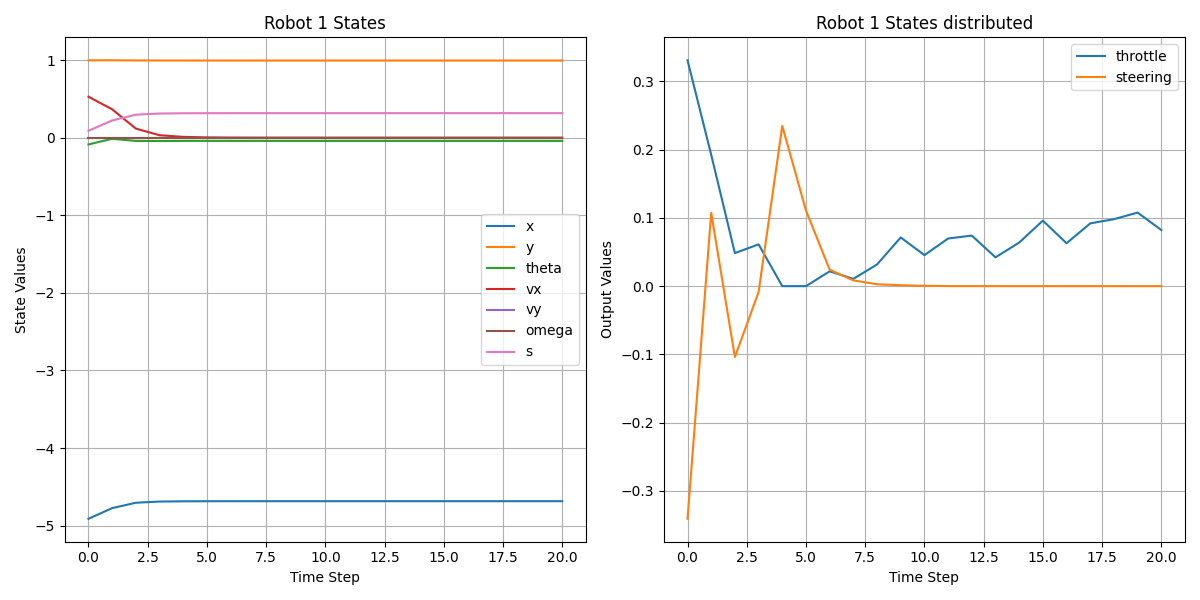 Robot 1 States
State Values
1
0
−1
−2
−3
−4
−5
x
y
theta
vx
vy
omega
s
0.0 2.5 5.0 7.5 10.0 12.5 15.0 17.5 20.0
Time Step
Robot 1 States distributed
Output Values
0.3
0.2
0.1
0.0
−0.1
−0.2
−0.3
throttle
steering
0.0 2.5 5.0 7.5 10.0 12.5 15.0 17.5 20.0
Time Step